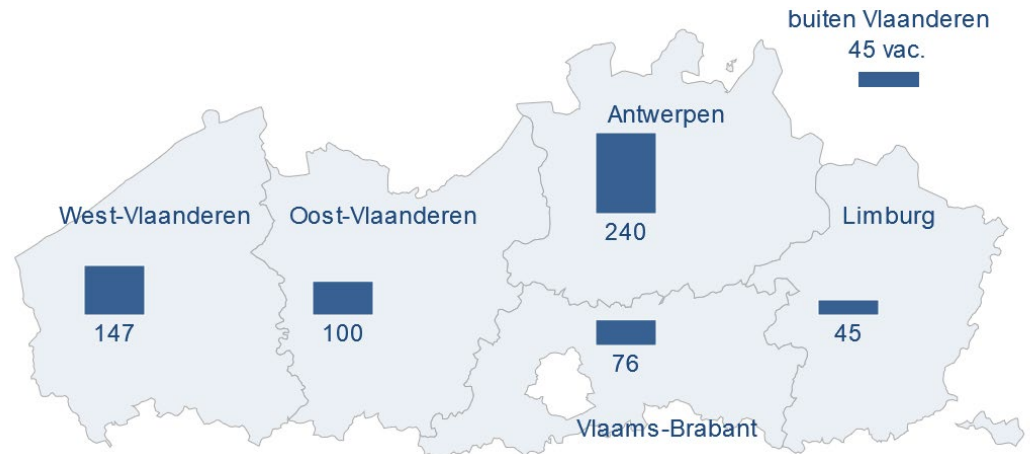 buiten Vlaanderen
45 vac.
Antwerpen
240
West-Vlaanderen
147
Oost-Vlaanderen
100
Limburg
45
76
Vlaams-Brabant